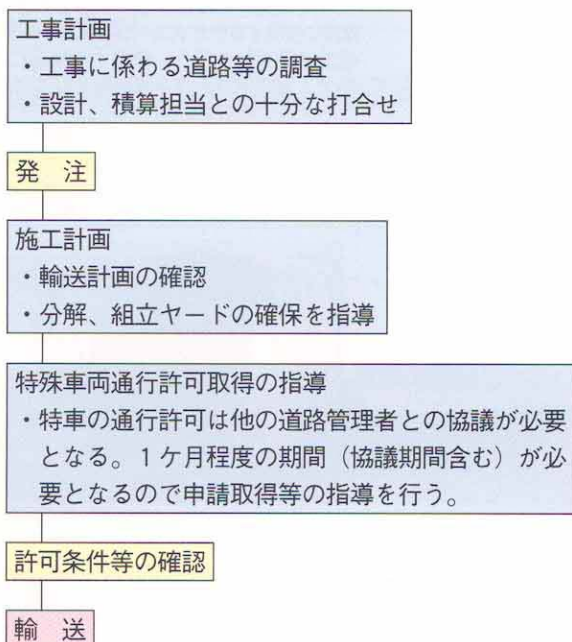 工事計画
・工事に係わる道路等の調査
・設計、積算担当との十分な打合せ
発　注
施工計画
・輸送計画の確認
・分解、組立ヤードの確保を指導
特殊車両通行許可取得の指導
・特車の通行許可は他の道路管理者との協議が必要
となる。１ケ月程度の期間（協議期間含む）が必
要となるので申請取得等の指導を行う。
許可条件等の確認
輸　送